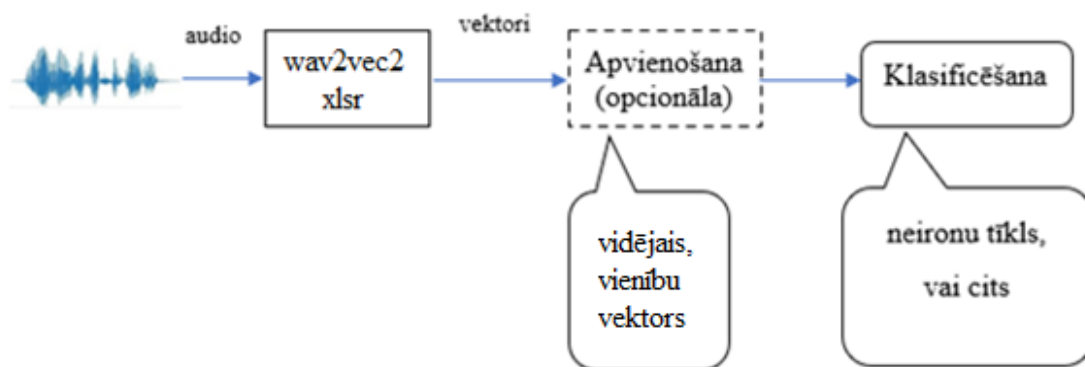 audio
wav2vec2
xlsr
vektori
Apvienošana
(opcionāla)
Klasificēšana
vidējais,
vienību
vektors
neironu tīkls,
vai cits